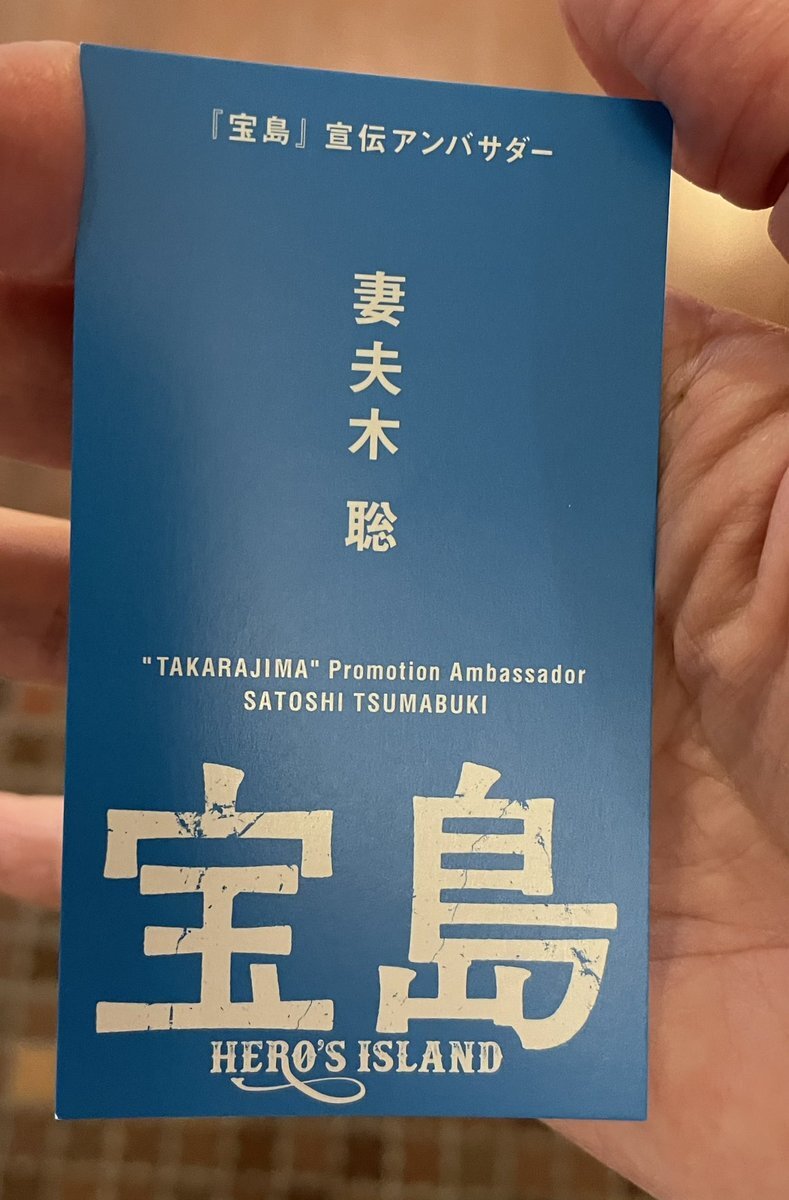 『宝島』宣伝アンバサダー
妻夫木 聡
"TAKARAJIMA" Promotion Ambassador
SATOSHI TSUMABUKI
宝島
HERO'S ISLAND